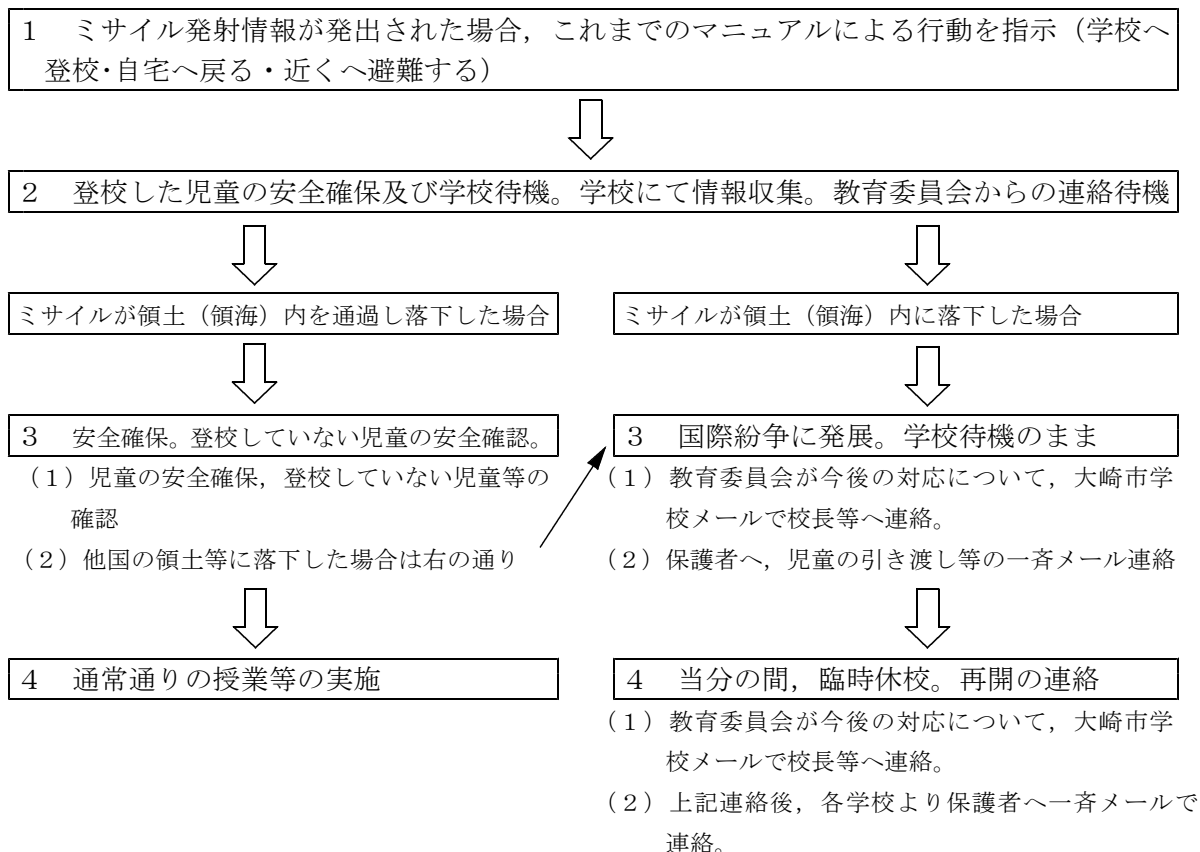 1　ミサイル発射情報が発出された場合，これまでのマニュアルによる行動を指示（学校へ
登校・自宅へ戻る・近くへ避難する）
2　登校した児童の安全確保及び学校待機。学校にて情報収集。教育委員会からの連絡待機
ミサイルが領土（領海）内を通過し落下した場合
3　安全確保。登校していない児童の安全確認。
（1）児童の安全確保，登校していない児童等の
確認
（2）他国の領土等に落下した場合は右の通り
4　通常通りの授業等の実施
ミサイルが領土（領海）内に落下した場合
3　国際紛争に発展。学校待機のまま
（1）教育委員会が今後の対応について，大崎市学
校メールで校長等へ連絡。
（2）保護者へ，児童の引き渡し等の一斉メール連絡
4　当分の間，臨時休校。再開の連絡
（1）教育委員会が今後の対応について，大崎市学
校メールで校長等へ連絡。
（2）上記連絡後，各学校より保護者へ一斉メールで
連絡。